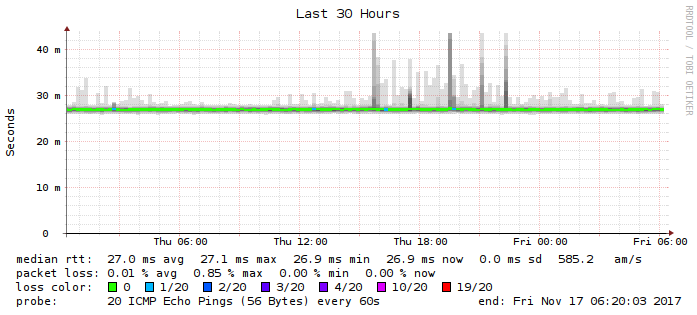 Last 30 Hours
RRDTOOL / TOBI OETIKER
Seconds
40 m
30 m
20 m
10 m
0
Thu 06:00 Thu 12:00 Thu 18:00 Fri 00:00 Fri 06:00
median rtt: 27.0 ms avg 27.1 ms max 26.9 ms min 26.9 ms now 0.0 ms sd 585.2 am/s
packet loss: 0.01 % avg 0.85 % max 0.00 % min 0.00 % now
loss color: 0 1/20 2/20 3/20 4/20 10/20 19/20
probe: 20 ICMP Echo Pings (56 Bytes) every 60s end: Fri Nov 17 06:20:03 2017